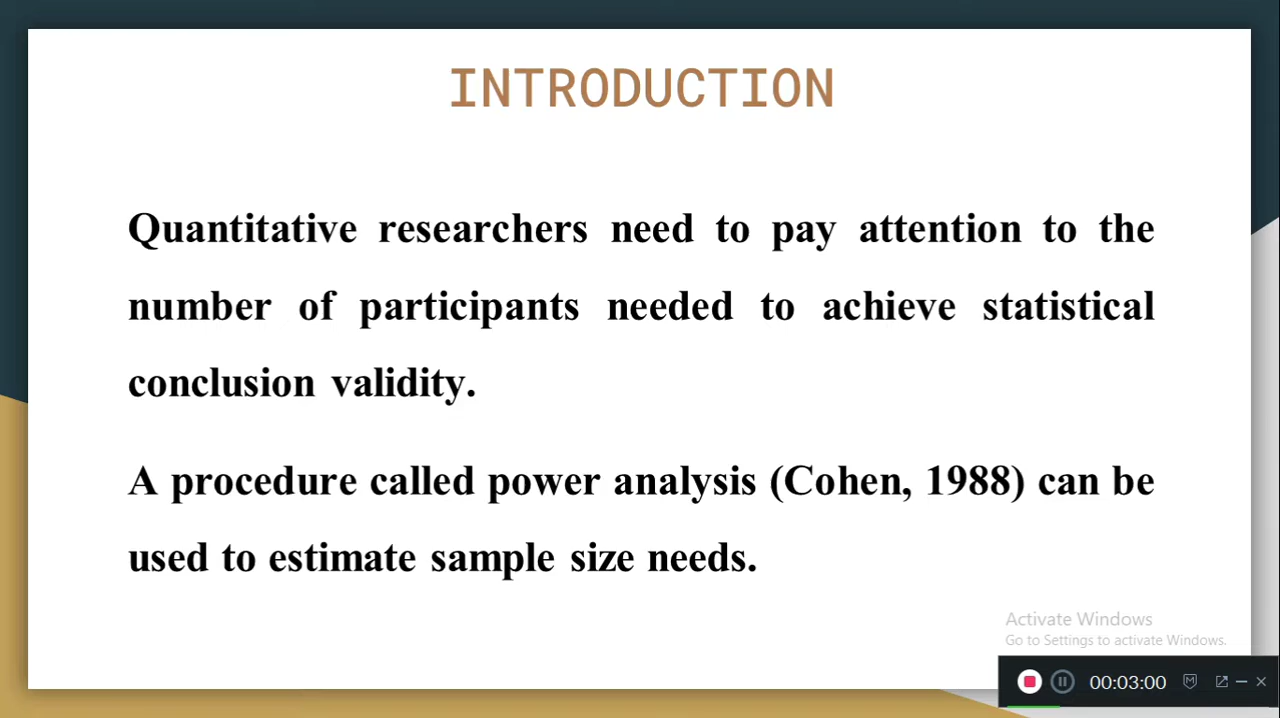 INTRODUCTION
Quantitative researchers need to pay attention to the
number of participants needed to achieve statistical
conclusion validity.
A procedure called power analysis (Cohen, 1988) can be
used to estimate sample size needs.
Activate Windows
Go to Settings to activate Windows.
00:03:00